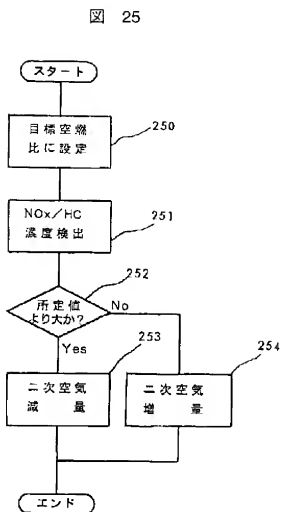 図 25
スタート
目標空燃
比に設定
250
NOx/HC
濃度検出
251
252
所定値
より大か?
No
Yes
253
254
二次空気
減 量
二次空気
増 量
エンド